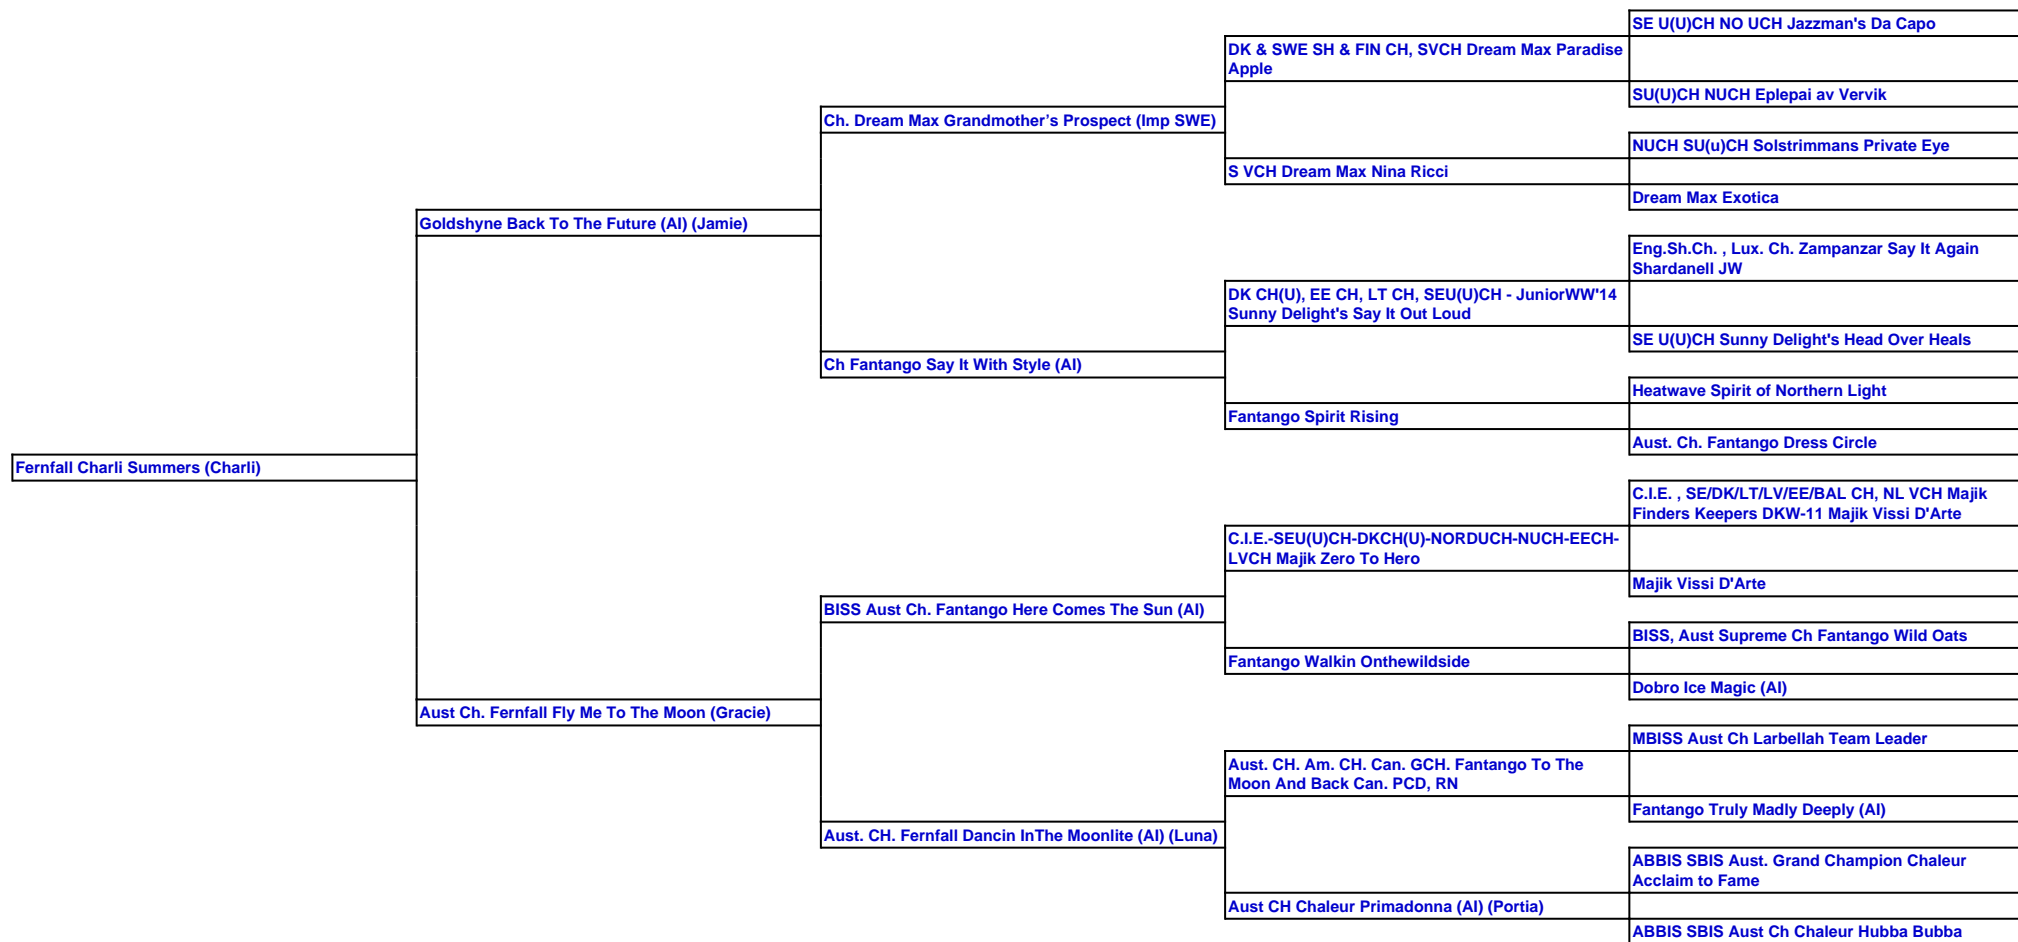 SE U(U)CH NO UCH Jazzman's Da Capo
DK & SWE SH & FIN CH, SVCH Dream Max Paradise
Apple
SU(U)CH NUCH Eplepai av Vervik
Ch. Dream Max Grandmother’s Prospect (Imp SWE)
NUCH SU(u)CH Solstrimmans Private Eye
S VCH Dream Max Nina Ricci
Dream Max Exotica
Goldshyne Back To The Future (AI) (Jamie)
Eng.Sh.Ch. , Lux. Ch. Zampanzar Say It Again
Shardanell JW
DK CH(U), EE CH, LT CH, SEU(U)CH - JuniorWW'14
Sunny Delight's Say It Out Loud
SE U(U)CH Sunny Delight's Head Over Heals
Ch Fantango Say It With Style (AI)
Heatwave Spirit of Northern Light
Fantango Spirit Rising
Aust. Ch. Fantango Dress Circle
Fernfall Charli Summers (Charli)
C.I.E. , SE/DK/LT/LV/EE/BAL CH, NL VCH Majik
Finders Keepers DKW-11 Majik Vissi D'Arte
C.I.E.-SEU(U)CH-DKCH(U)-NORDUCH-NUCH-EECH-
LVCH Majik Zero To Hero
Majik Vissi D'Arte
BISS Aust Ch. Fantango Here Comes The Sun (AI)
BISS, Aust Supreme Ch Fantango Wild Oats
Fantango Walkin Onthewildside
Dobro Ice Magic (AI)
Aust Ch. Fernfall Fly Me To The Moon (Gracie)
MBISS Aust Ch Larbellah Team Leader
Aust. CH. Am. CH. Can. GCH. Fantango To The
Moon And Back Can. PCD, RN
Fantango Truly Madly Deeply (AI)
Aust. CH. Fernfall Dancin InThe Moonlite (AI) (Luna)
ABBIS SBIS Aust. Grand Champion Chaleur
Acclaim to Fame
Aust CH Chaleur Primadonna (AI) (Portia)
ABBIS SBIS Aust Ch Chaleur Hubba Bubba